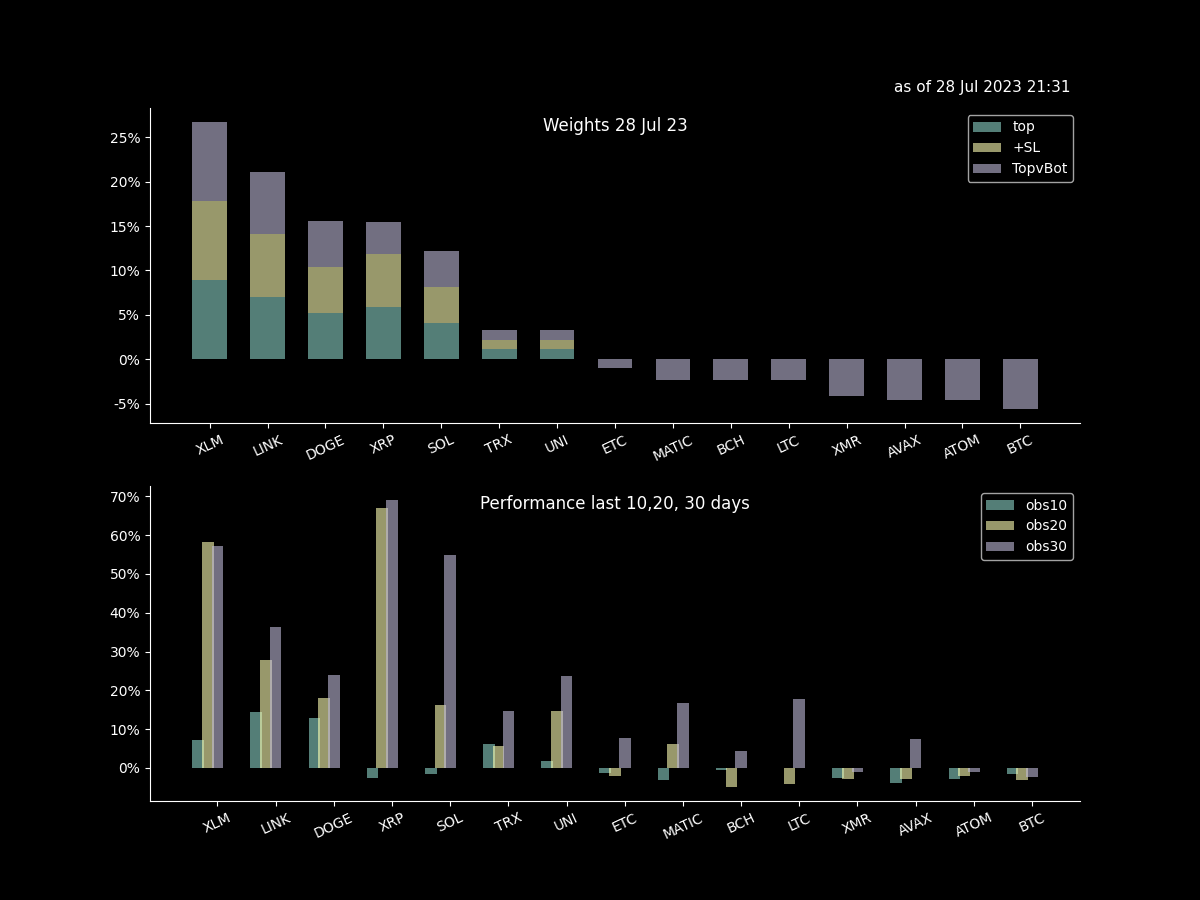 as of 28 Jul 2023 21:31
Weights 28 Jul 23
top
+SL
TopvBot
25%
20%
15%
10%
5%
0%
-5%
XLM LINK DOGE XRP SOL TRX UNI ETC MATIC BCH LTC XMR AVAX ATOM BTC
Performance last 10,20, 30 days
obs10
obs20
obs30
70%
60%
50%
40%
30%
20%
10%
0%
XLM LINK DOGE XRP SOL TRX UNI ETC MATIC BCH LTC XMR AVAX ATOM BTC